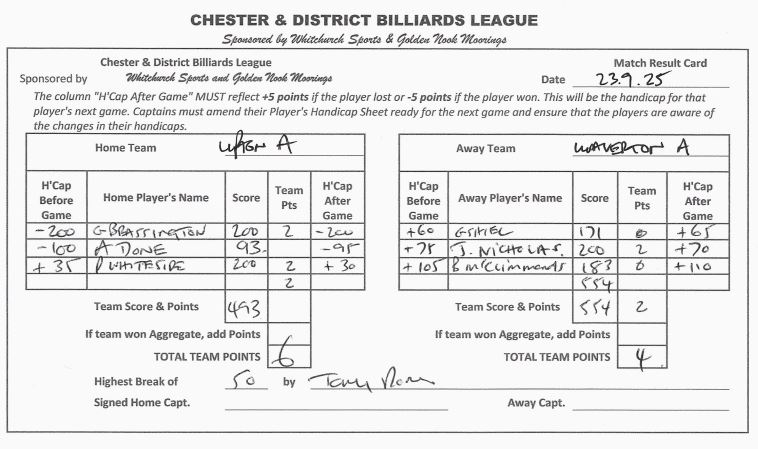 CHESTER & DISTRICT BILLIARDS LEAGUE
Sponsored by Whitchurch Sports & Golden Nook Moorings
Chester & District Billiards League Match Result Card
Sponsored by Whitchurch Sports and Golden Nook Moorings Date 23.9.25
The column "H'Cap After Game" MUST reflect +5 points if the player lost or -5 points if the player won. This will be the handicap for that
player's next game. Captains must amend their Player's Handicap Sheet ready for the next game and ensure that the players are aware of
the changes in their handicaps.
Home Team UPTON A Away Team WAVERTON A
H'Cap Before Game Home Player's Name Score Team Pts H'Cap After Game H'Cap Before Game Away Player's Name Score Team Pts H'Cap After Game
-200 G BRASSINGTON 200 2 -200 +60 171 0 +65
-100 A DONE 93 -95 +75 J. NICHOLAS. 200 2 +70
+35 P WHITESIDE 200 2 +30 +105 B McClimmonds 183 0 +110
2 554
Team Score & Points 493 Team Score & Points 554 2
If team won Aggregate, add Points If team won Aggregate, add Points
TOTAL TEAM POINTS 6 TOTAL TEAM POINTS 4
Highest Break of 50 by Tony
Signed Home Capt. Away Capt.